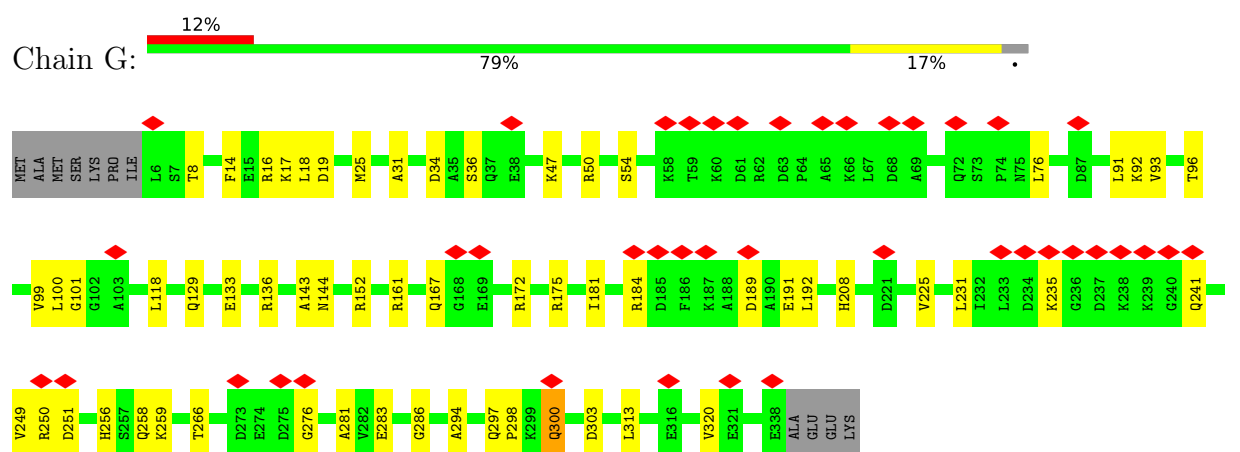 12%
Chain G:
79% 17% •
MET ALA MET SER LYS PRO ILE L6 S7 T8 F14 E15 R16 K17 L18 D19 M25 A31 D34 A35 S36 Q37 E38 K47 R50 S54 K58 T59 K60 D61 R62 D63 P64 A65 K66 L67 D68 A69 Q72 S73 P74 N75 L76 D87 L91 K92 V93 T96
V99 L100 G101 G102 A103 L118 Q129 E133 R136 A143 N144 R152 R161 Q167 G168 E169 R172 R175 I181 R184 D185 F186 K187 A188 D189 A190 E191 L192 H208 D221 V225 L231 I232 L233 D234 K235 G236 D237 K238 K239 G240 Q241
V249 R250 D251 H256 S257 Q258 K259 T266 D273 E274 D275 G276 A281 V282 E283 G286 A294 Q297 P298 K299 Q300 D303 L313 E316 V320 E321 E338 ALA GLU GLU LYS